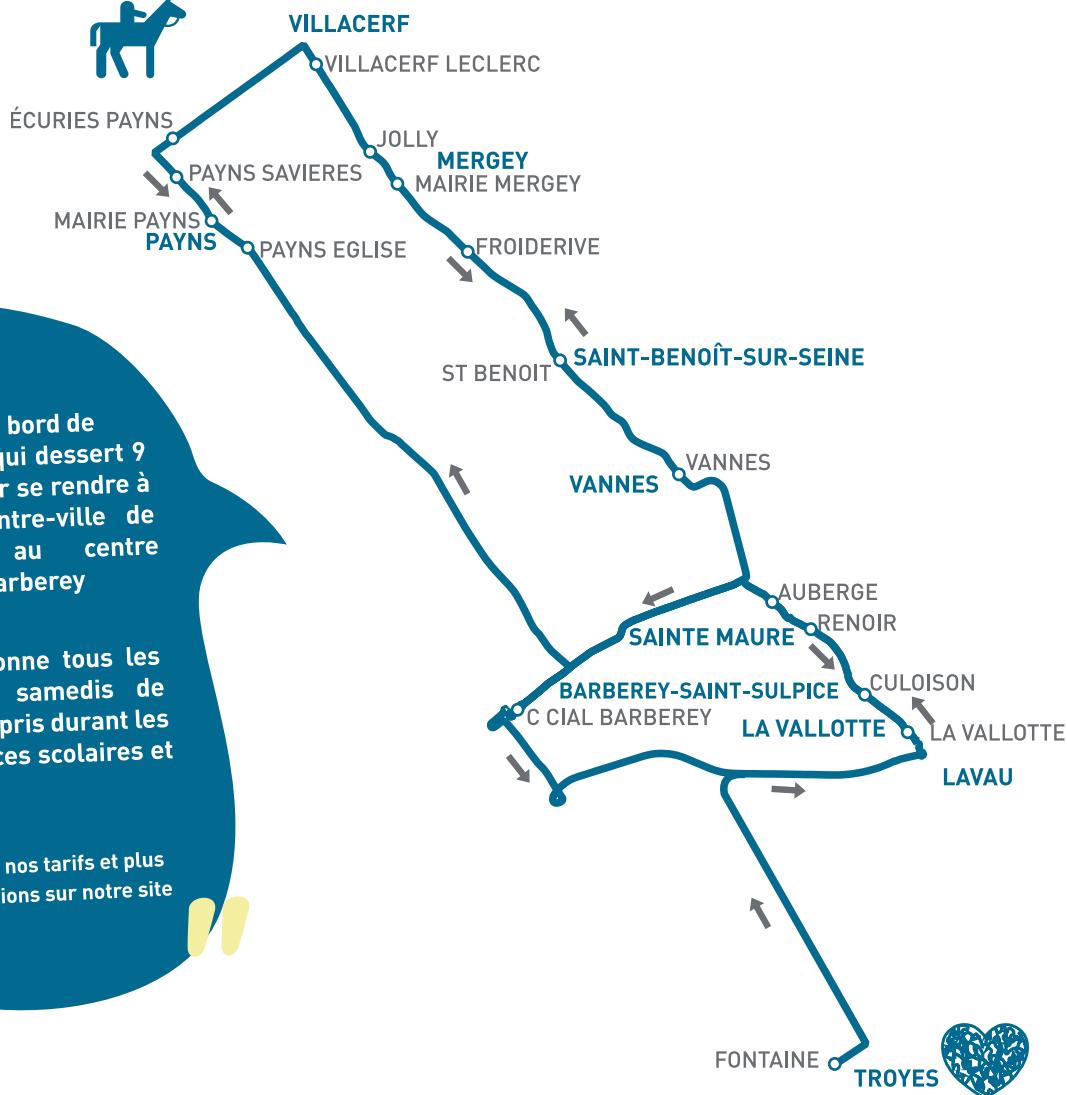 VILLACERF
VILLACERF LECLERC
ÉCURIES PAYNS
JOLLY
MERGEY
PAYNS SAVIERES
MAIRIE MERGEY
MAIRIE PAYNS
PAYNS
PAYNS EGLISE
FROIDERIVE
SAINT-BENOÎT-SUR-SEINE
ST BENOIT
VANNES
VANNES
AUBERGE
RENOIR
SAINTE MAURE
BARBEREY-SAINT-SULPICE
CULOISON
C CIAL BARBEREY
LA VALLOTTE
LA VALLOTTE
LAVAU
FONTAINE
TROYES
bord de
qui dessert 9
r se rendre à
ntre-ville de
au centre
arberey
onne tous les
samedis de
pris durant les
ces scolaires et
nos tarifs et plus
ions sur notre site
"